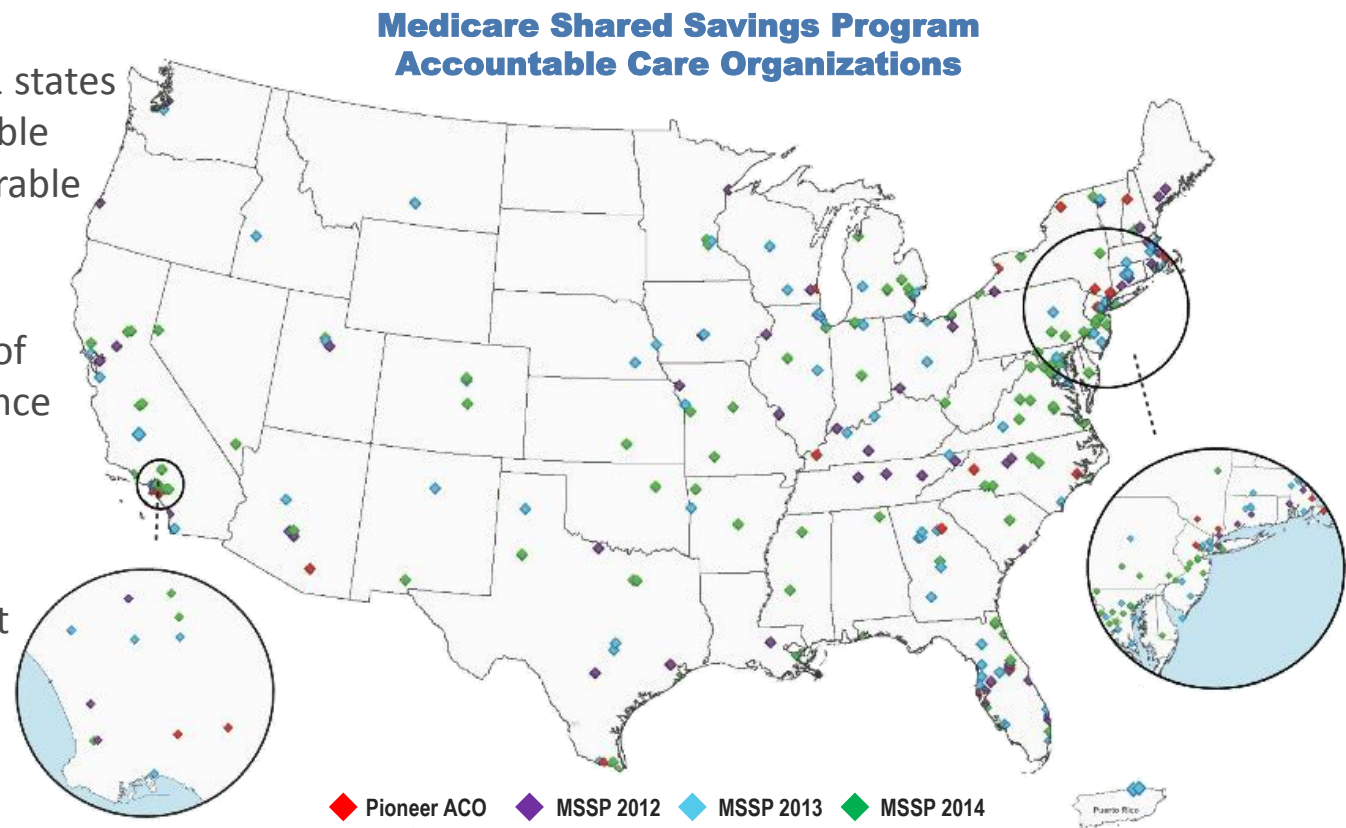 Medicare Shared Savings Program
Accountable Care Organizations
states
ble
rable
of
nce
t
Puerto Rico
Pioneer ACO
MSSP 2012
MSSP 2013
MSSP 2014